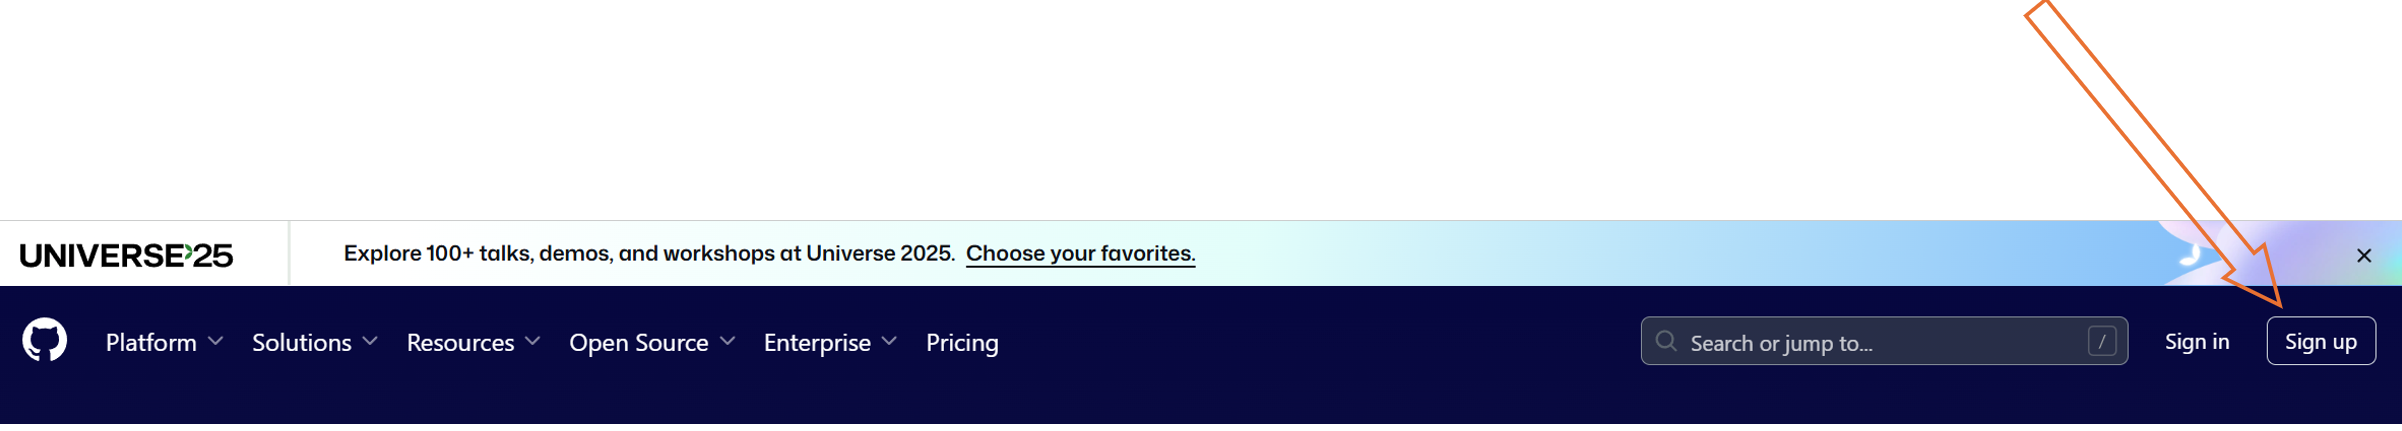 UNIVERSE'25
Explore 100+ talks, demos, and workshops at Universe 2025. Choose your favorites.
Platform Solutions Resources Open Source Enterprise Pricing Search or jump to... / Sign in Sign up